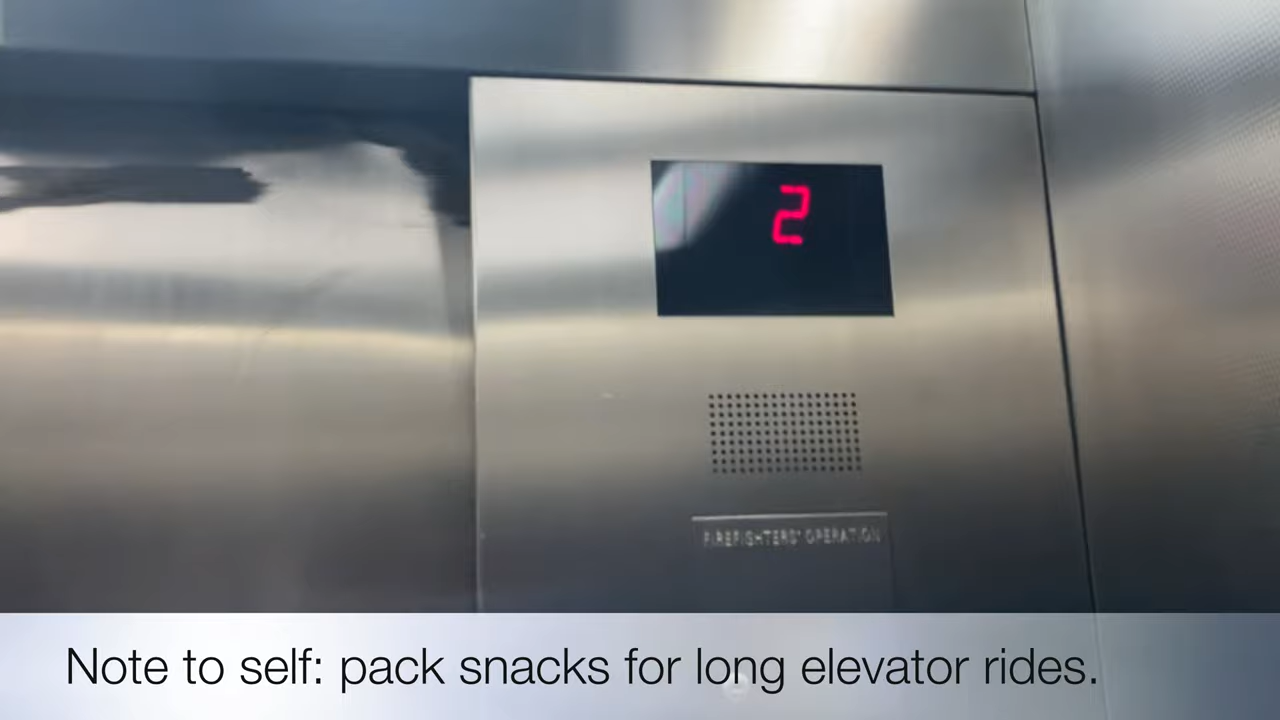 2
FIREFIGHTERS' OPERATION
Note to self: pack snacks for long elevator rides.